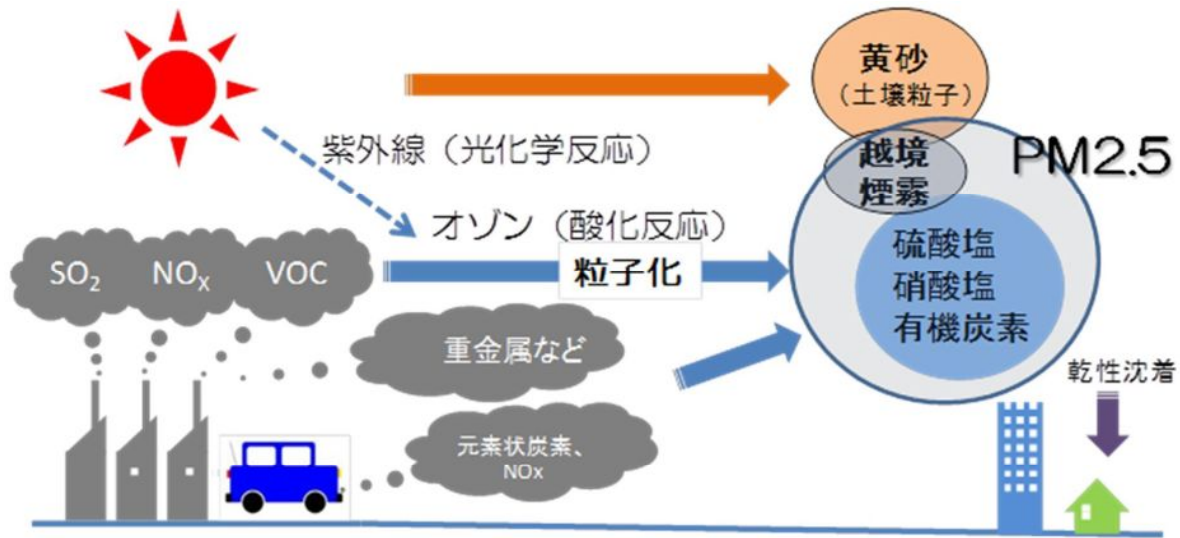 黄砂
（土壌粒子）
紫外線（光化学反応）
越境
煙霧
PM2.5
オゾン（酸化反応）
粒子化
SO2
NOX
VOC
硫酸塩
硝酸塩
有機炭素
重金属など
乾性沈着
元素状炭素、
NOx